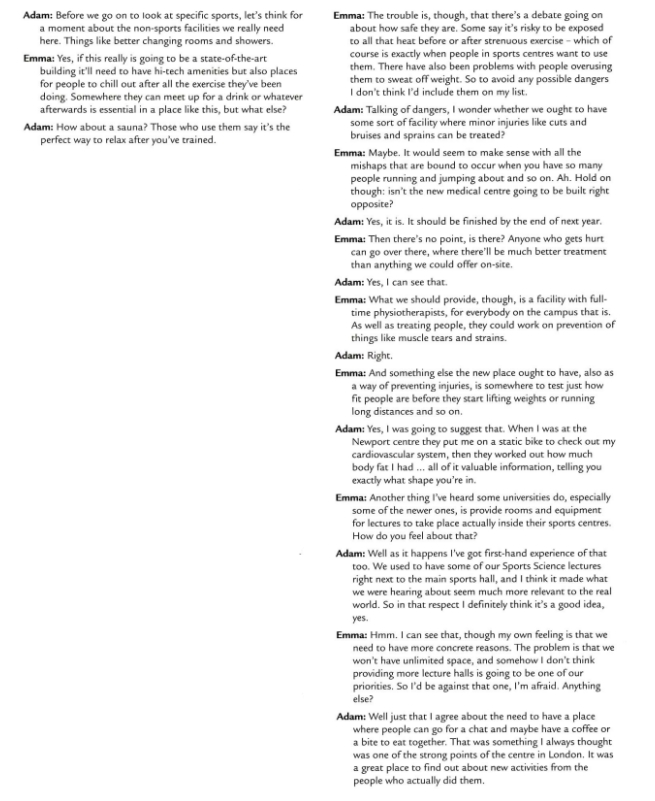 Adam: Before we go on to look at specific sports, let's think for
a moment about the non-sports facilities we really need
here. Things like better changing rooms and showers.
Emma: Yes, if this really is going to be a state-of-the-art
building it'll need to have hi-tech amenities but also places
for people to chill out after all the exercise they've been
doing. Somewhere they can meet up for a drink or whatever
afterwards is essential in a place like this, but what else?
Adam: How about a sauna? Those who use them say it's the
perfect way to relax after you've trained.
Emma: The trouble is, though, that there's a debate going on
about how safe they are. Some say it's risky to be exposed
to all that heat before or after strenuous exercise – which of
course is exactly when people in sports centres want to use
them. There have also been problems with people overusing
them to sweat off weight. So to avoid any possible dangers
I don't think I'd include them on my list.
Adam: Talking of dangers, I wonder whether we ought to have
some sort of facility where minor injuries like cuts and
bruises and sprains can be treated?
Emma: Maybe. It would seem to make sense with all the
mishaps that are bound to occur when you have so many
people running and jumping about and so on. Ah. Hold on
though: isn't the new medical centre going to be built right
opposite?
Adam: Yes, it is. It should be finished by the end of next year.
Emma: Then there's no point, is there? Anyone who gets hurt
can go over there, where there'll be much better treatment
than anything we could offer on-site.
Adam: Yes, I can see that.
Emma: What we should provide, though, is a facility with full-
time physiotherapists, for everybody on the campus that is.
As well as treating people, they could work on prevention of
things like muscle tears and strains.
Adam: Right.
Emma: And something else the new place ought to have, also as
a way of preventing injuries, is somewhere to test just how
fit people are before they start lifting weights or running
long distances and so on.
Adam: Yes, I was going to suggest that. When I was at the
Newport centre they put me on a static bike to check out my
cardiovascular system, then they worked out how much
body fat I had ... all of it valuable information, telling you
exactly what shape you're in.
Emma: Another thing I've heard some universities do, especially
some of the newer ones, is provide rooms and equipment
for lectures to take place actually inside their sports centres.
How do you feel about that?
Adam: Well as it happens I've got first-hand experience of that
too. We used to have some of our Sports Science lectures
right next to the main sports hall, and I think it made what
we were hearing about seem much more relevant to the real
world. So in that respect I definitely think it's a good idea,
yes.
Emma: Hmm. I can see that, though my own feeling is that we
need to have more concrete reasons. The problem is that we
won't have unlimited space, and somehow I don't think
providing more lecture halls is going to be one of our
priorities. So I'd be against that one, I'm afraid. Anything
else?
Adam: Well just that I agree about the need to have a place
where people can go for a chat and maybe have a coffee or
a bite to eat together. That was something I always thought
was one of the strong points of the centre in London. It was
a great place to find out about new activities from the
people who actually did them.